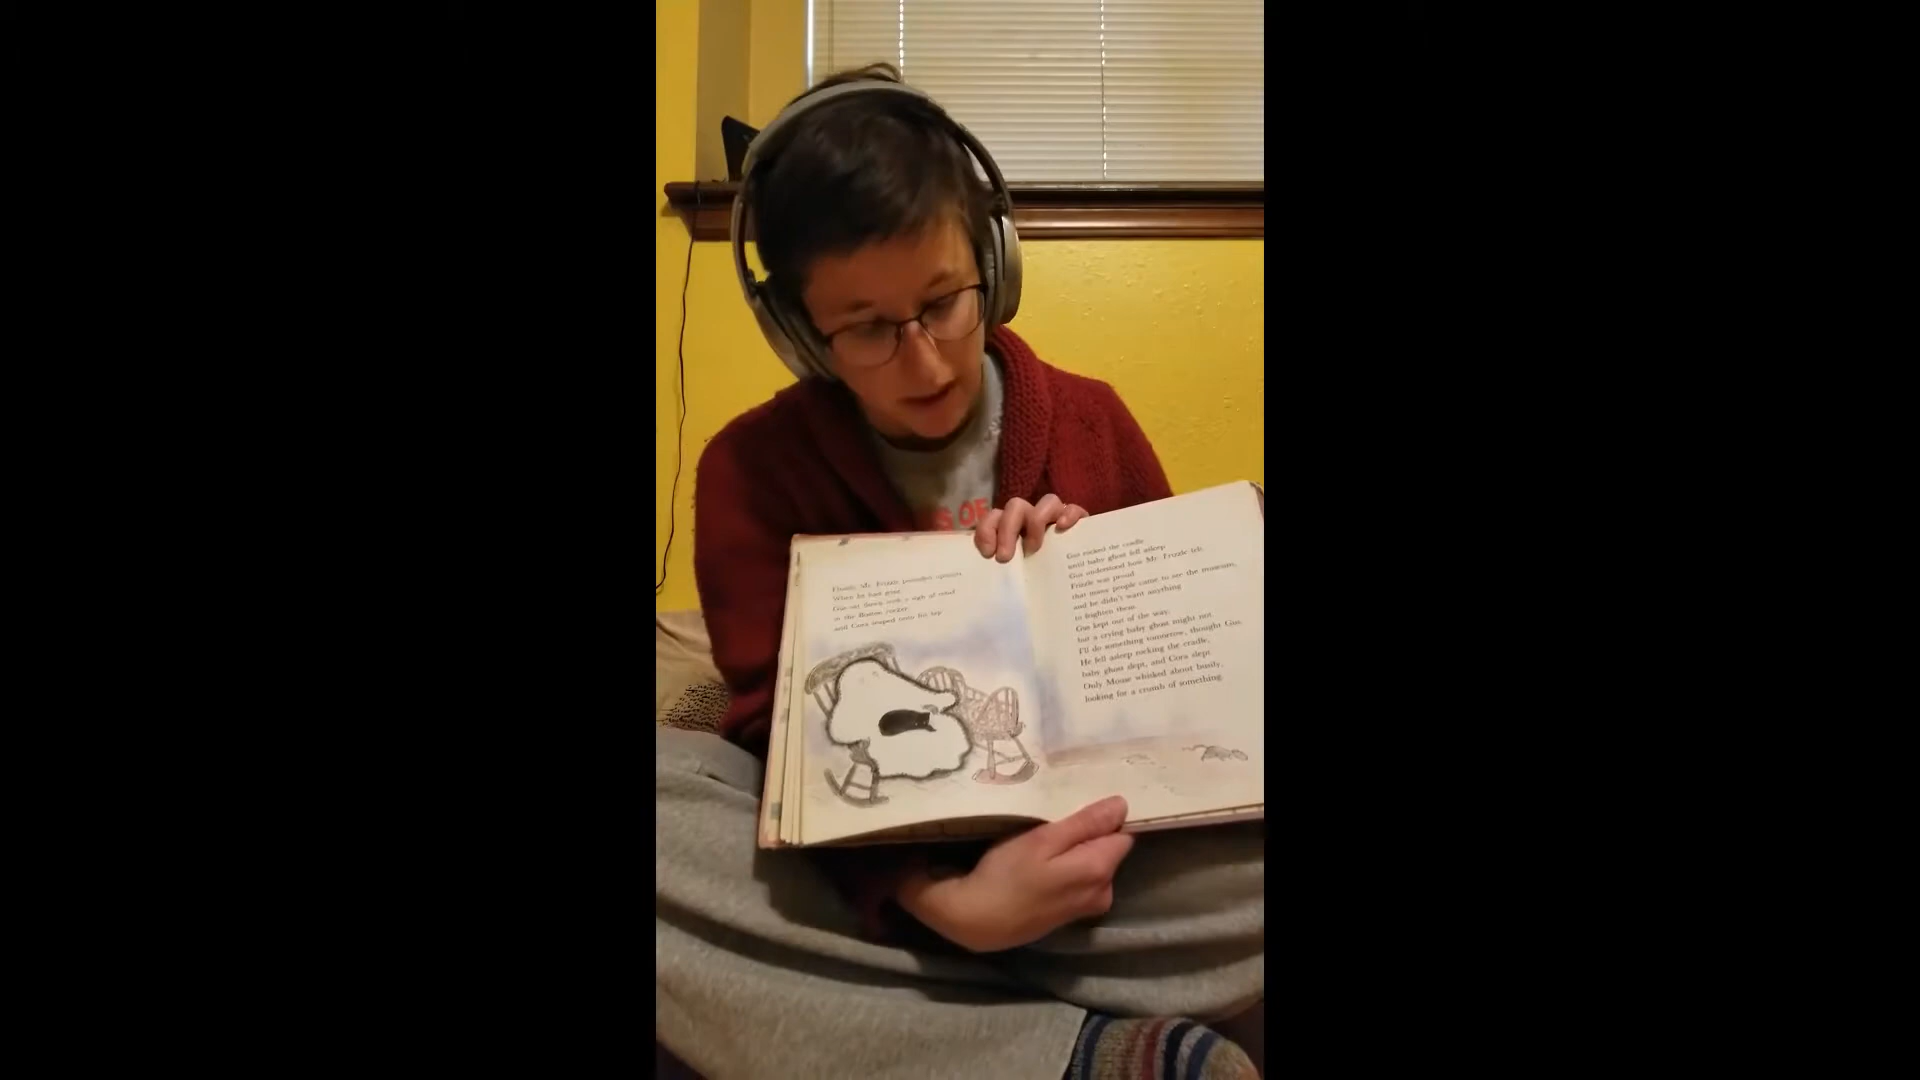 S OF
Finally Mr. Frizzle
When he had gone
Gus sat down with a sigh of relief
in the Boston rocker
and Cora leaped onto his lap
Gus rocked the cradle
until baby ghost fell asleep
Gus understood how Mr. Frizzle felt.
Frizzle was proud
that many people came to see the museum,
and he didn't want anything
to frighten them.
Gus kept out of the way,
but a crying baby ghost might not.
I'll do something tomorrow, thought Gus.
He fell asleep rocking the cradle,
baby ghost slept, and Cora slept.
Only Mouse whisked about busily,
looking for a crumb of something.